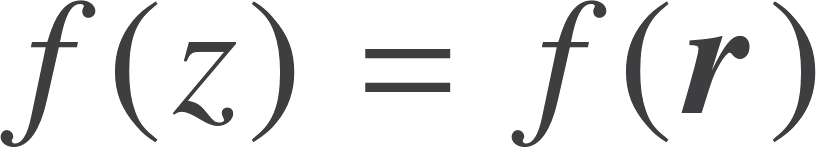 f(z) = f(r)